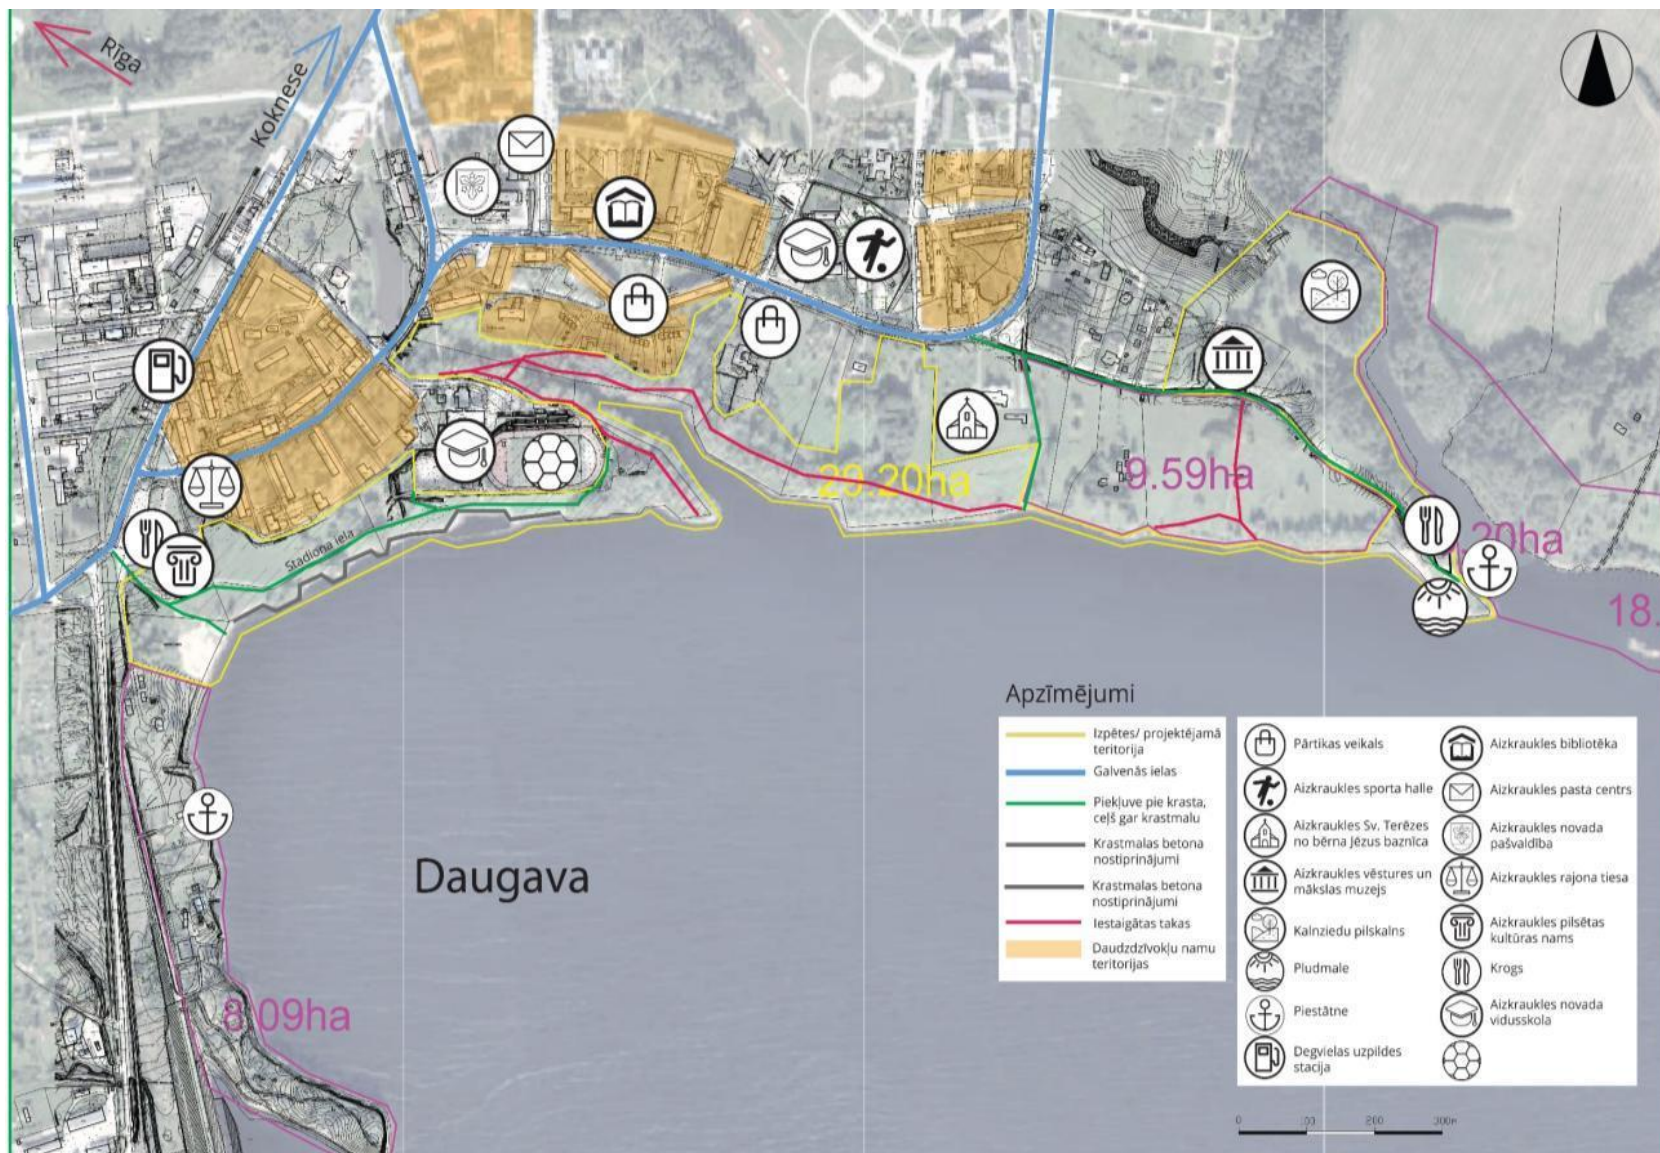 Rīga
Koknese
Stadiona iela
29.20ha
9.59ha
.20ha
18.
8.09ha
Daugava
Apzīmējumi
Izpētes/ projektējamā
teritorija
Galvenās ielas
Piekļuve pie krasta,
ceļš gar krastmalu
Krastmalas betona
nostiprinājumi
Krastmalas betona
nostiprinājumi
Iestaigātas takas
Daudzdzīvokļu namu
teritorijas
Pārtikas veikals
Aizkraukles sporta halle
Aizkraukles Sv. Terēzes
no bērna Jēzus baznīca
Aizkraukles vēstures un
mākslas muzejs
Kalnziedu pilskalns
Pludmale
Piestātne
Degvielas uzpildes
stacija
Aizkraukles bibliotēka
Aizkraukles pasta centrs
Aizkraukles novada
pašvaldība
Aizkraukles rajona tiesa
Aizkraukles pilsētas
kultūras nams
Krogs
Aizkraukles novada
vidusskola
0 100 200 300m